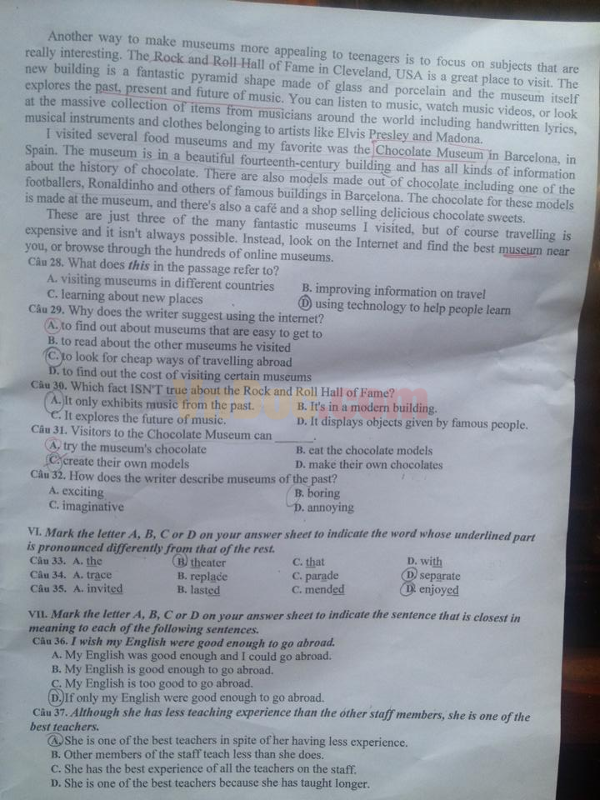 Another way to make museums more appealing to teenagers is to focus on subjects that are
really interesting. The Rock and Roll Hall of Fame in Cleveland, USA is a great place to visit. The
new building is a fantastic pyramid shape made of glass and porcelain and the museum itself
explores the past, present and future of music. You can listen to music, watch music videos, or look
at the massive collection of items from musicians around the world including handwritten lyrics,
musical instruments and clothes belonging to artists like Elvis Presley and Madona.
I visited several food museums and my favorite was the Chocolate Museum in Barcelona, in
Spain. The museum is in a beautiful fourteenth-century building and has all kinds of information
about the history of chocolate. There are also models made out of chocolate including one of the
footballers, Ronaldinho and others of famous buildings in Barcelona. The chocolate for these models
is made at the museum, and there's also a café and a shop selling delicious chocolate sweets.
These are just three of the many fantastic museums I visited, but of course travelling is
expensive and it isn't always possible. Instead, look on the Internet and find the best museum near
you, or browse through the hundreds of online museums.
Câu 28. What does this in the passage refer to?
A. visiting museums in different countries B. improving information on travel
C. learning about new places D. using technology to help people learn
Câu 29. Why does the writer suggest using the internet?
A. to find out about museums that are easy to get to
B. to read about the other museums he visited
C. to look for cheap ways of travelling abroad
D. to find out the cost of visiting certain museums
Câu 30. Which fact ISN'T true about the Rock and Roll Hall of Fame?
A. It only exhibits music from the past. B. It's in a modern building.
C. It explores the future of music. D. It displays objects given by famous people.
Câu 31. Visitors to the Chocolate Museum can ______.
A. try the museum's chocolate B. eat the chocolate models
C. create their own models D. make their own chocolates
Câu 32. How does the writer describe museums of the past?
A. exciting B. boring
C. imaginative D. annoying
VI. Mark the letter A, B, C or D on your answer sheet to indicate the word whose underlined part
is pronounced differently from that of the rest.
Câu 33. A. the B. theater C. that D. with
Câu 34. A. trace B. replace C. parade D. separate
Câu 35. A. invited B. lasted C. mended D. enjoyed
VII. Mark the letter A, B, C or D on your answer sheet to indicate the sentence that is closest in
meaning to each of the following sentences.
Câu 36. I wish my English were good enough to go abroad.
A. My English was good enough and I could go abroad.
B. My English is good enough to go abroad.
C. My English is too good to go abroad.
D. If only my English were good enough to go abroad.
Câu 37. Although she has less teaching experience than the other staff members, she is one of the
best teachers.
A. She is one of the best teachers in spite of her having less experience.
B. Other members of the staff teach less than she does.
C. She has the best experience of all the teachers on the staff.
D. She is one of the best teachers because she has taught longer.